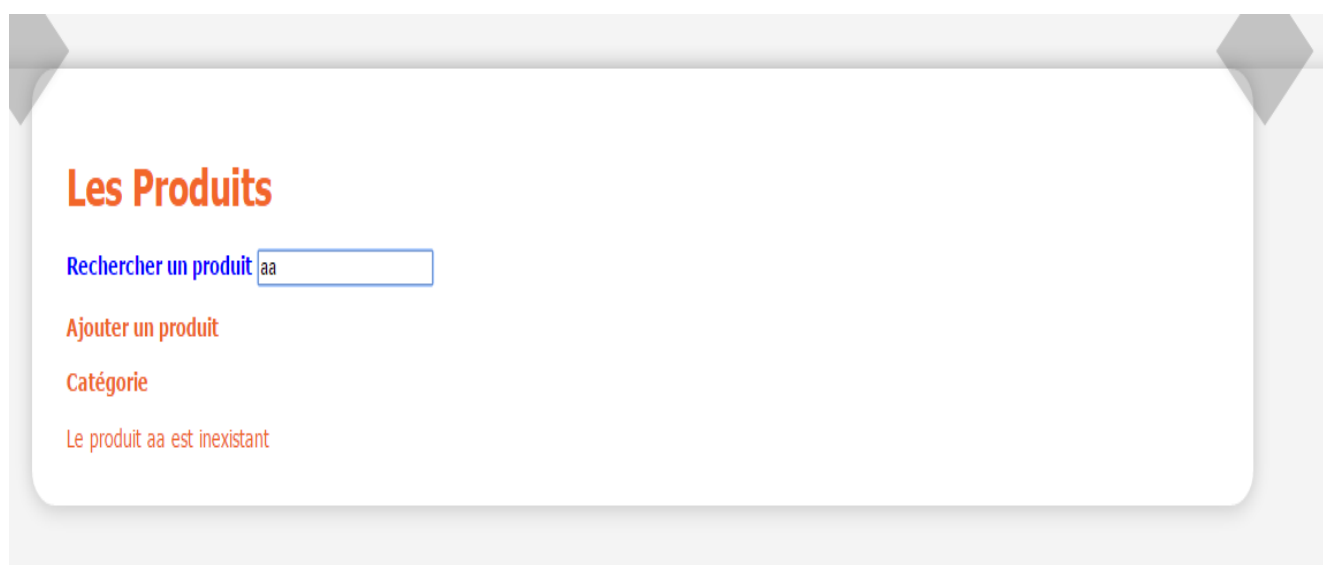 Les Produits
Rechercher un produit aa
Ajouter un produit
Catégorie
Le produit aa est inexistant